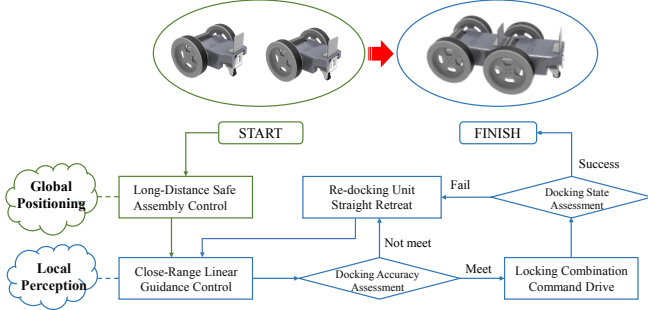 START
FINISH
Success
Global
Positioning
Long-Distance Safe
Assembly Control
Re-docking Unit
Straight Retreat
Fail
Docking State
Assessment
Not meet
Local
Perception
Close-Range Linear
Guidance Control
Docking Accuracy
Assessment
Meet
Locking Combination
Command Drive